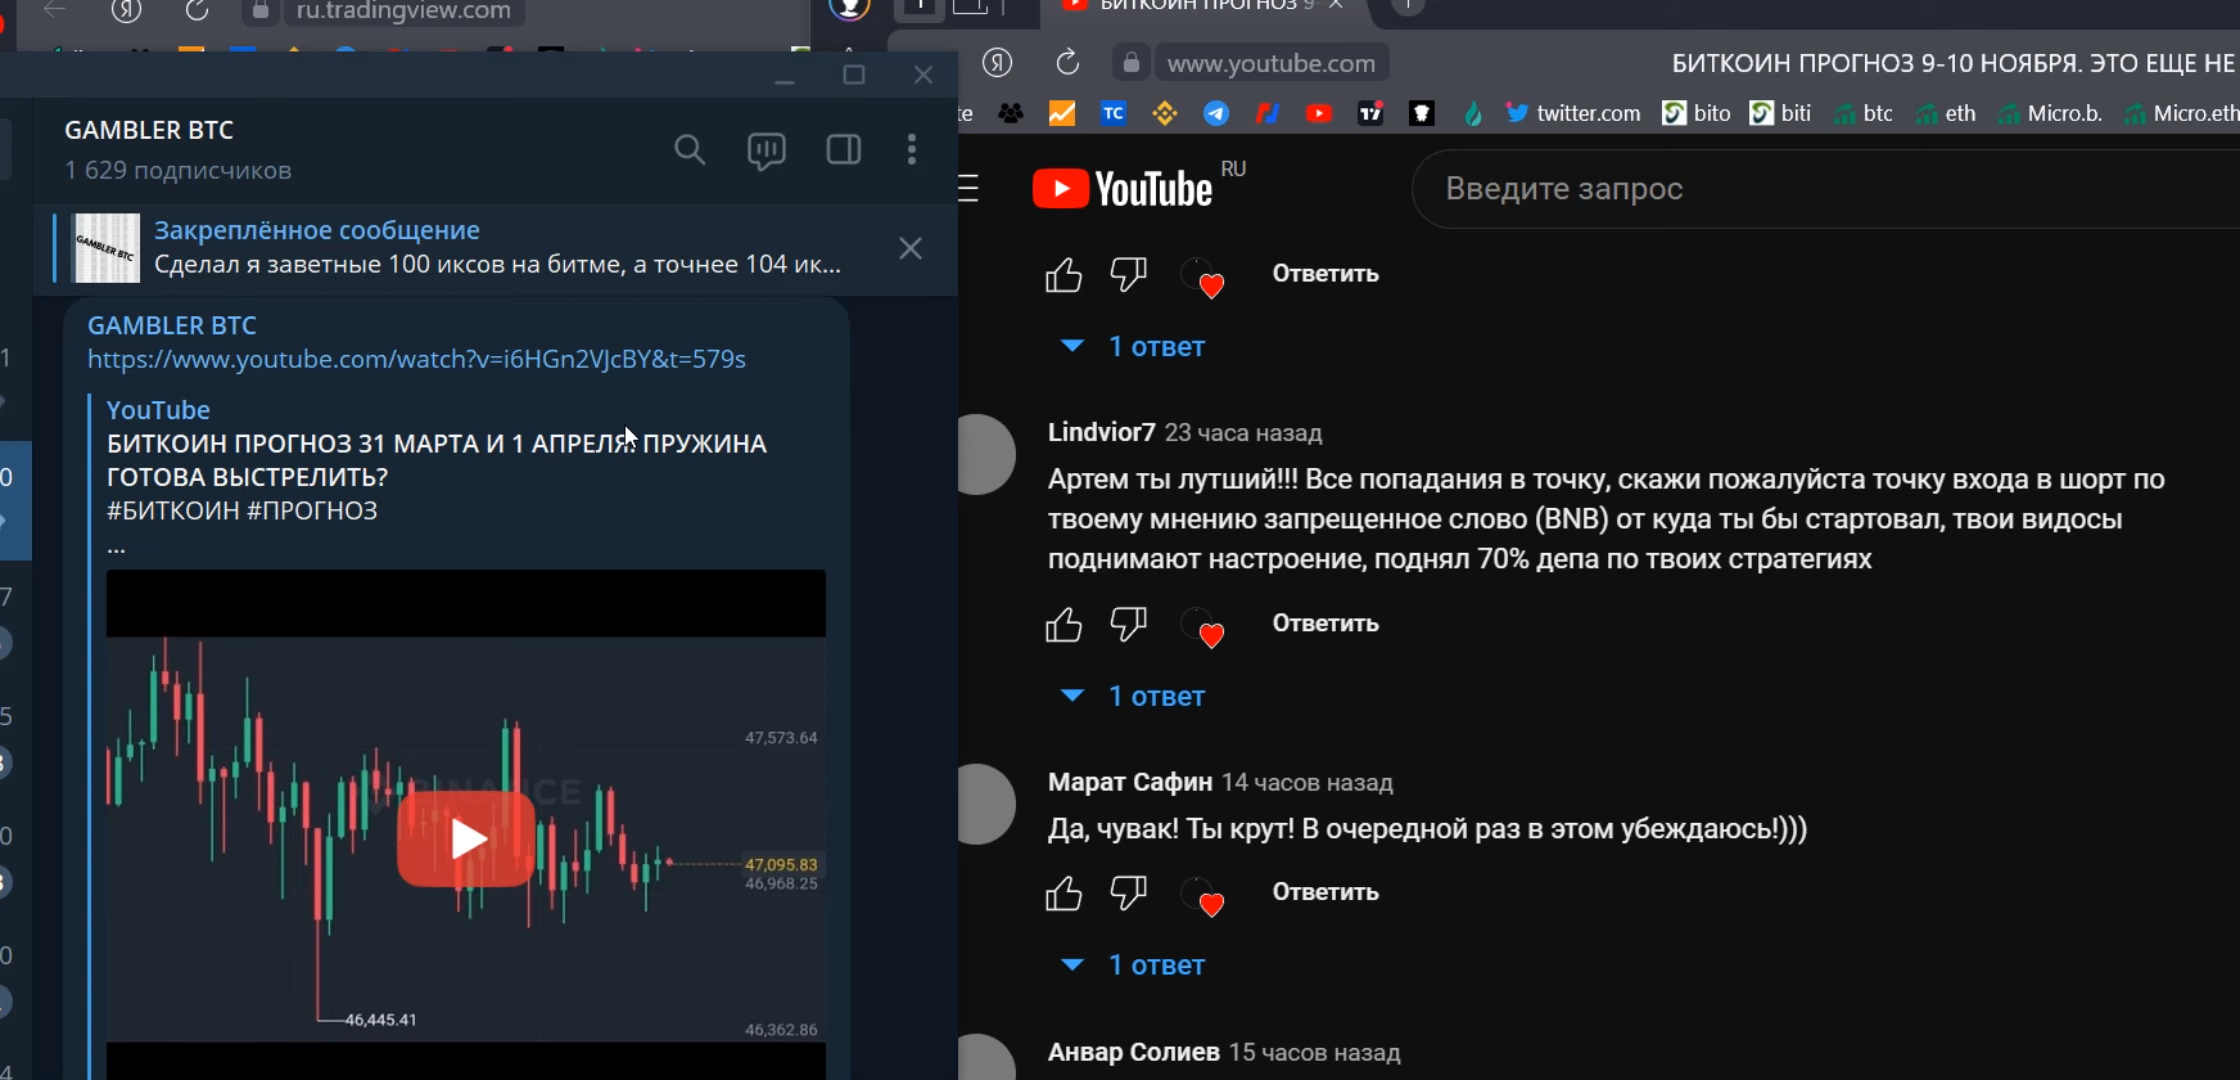 ru.tradingview.com
GAMBLER BTC
1 629 подписчиков
GAMBLER BTC
Закреплённое сообщение
Сделал я заветные 100 иксов на битме, а точнее 104 ик...
GAMBLER BTC
https://www.youtube.com/watch?v=i6HGn2VJcBY&t=579s
YouTube
БИТКОИН ПРОГНОЗ 31 МАРТА И 1 АПРЕЛЯ. ПРУЖИНА
ГОТОВА ВЫСТРЕЛИТЬ?
#БИТКОИН #ПРОГНОЗ
...
47,573.64
47,095.83
46,968.25
46,445.41
46,362.86
БИТКОИН ПРОГНОЗ 9-
www.youtube.com
БИТКОИН ПРОГНОЗ 9-10 НОЯБРЯ. ЭТО ЕЩЕ НЕ
te TC twitter.com bito biti btc eth Micro.b. Micro.eth
YouTube RU
Введите запрос
Ответить
1 ответ
Lindvior7 23 часа назад
Артем ты лутший!!! Все попадания в точку, скажи пожалуйста точку входа в шорт по
твоему мнению запрещенное слово (BNB) от куда ты бы стартовал, твои видосы
поднимают настроение, поднял 70% депа по твоих стратегиях
Ответить
1 ответ
Марат Сафин 14 часов назад
Да, чувак! Ты крут! В очередной раз в этом убеждаюсь!)))
Ответить
1 ответ
Анвар Солиев 15 часов назад